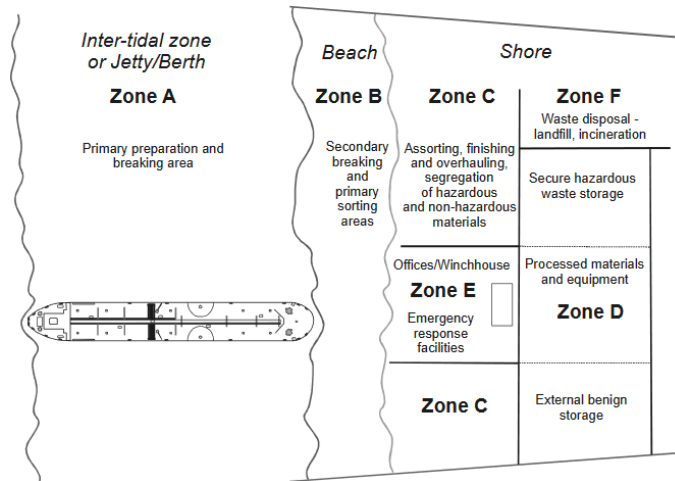 Inter-tidal zone
or Jetty/Berth
Zone A
Primary preparation and
breaking area
Beach
Zone B
Secondary
breaking
and
primary
sorting
areas
Shore
Zone C
Assorting, finishing
and overhauling,
segregation
of hazardous
and non-hazardous
materials
Zone F
Waste disposal -
landfill, incineration
Secure hazardous
waste storage
Offices/Winchhouse
Zone E
Emergency
response
facilities
Processed materials
and equipment
Zone D
Zone C
External benign
storage